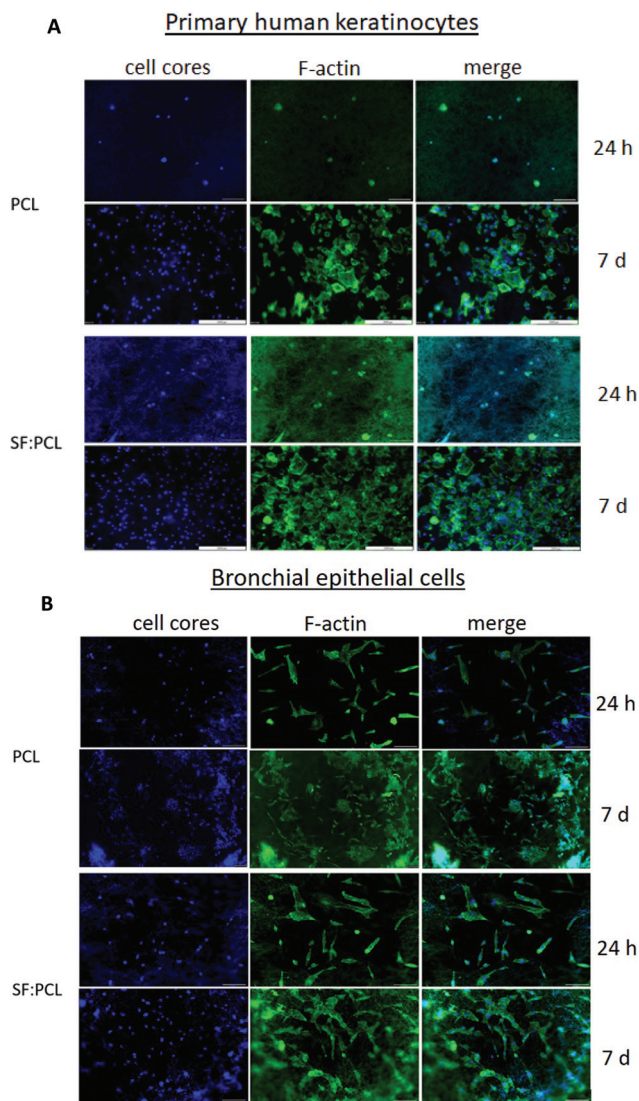 A
Primary human keratinocytes
cell cores F-actin merge
24 h
PCL
7 d
24 h
SF:PCL
7 d
Bronchial epithelial cells
B
cell cores F-actin merge
24 h
PCL
7 d
24 h
SF:PCL
7 d